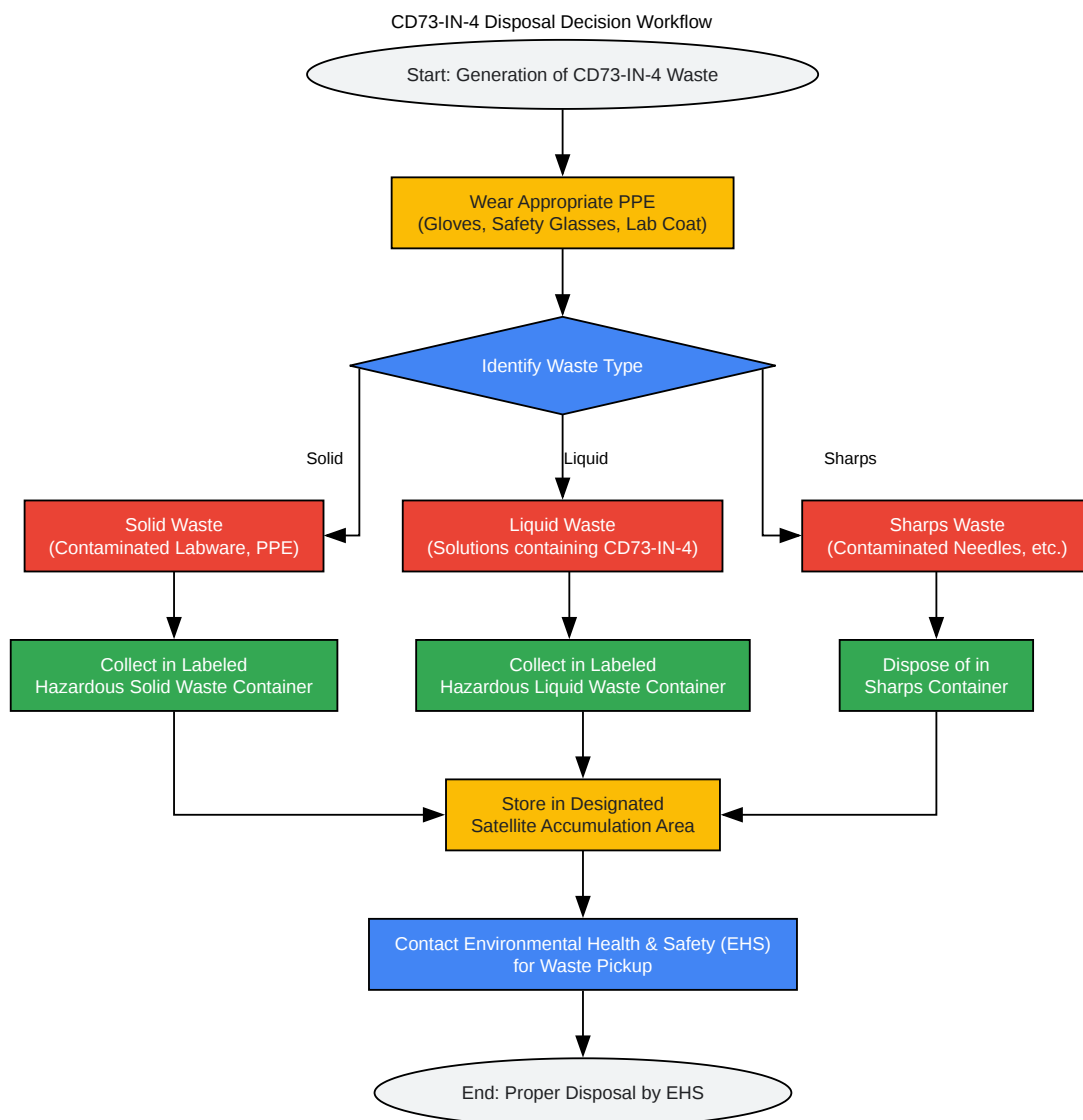 CD73-IN-4 Disposal Decision Workflow
Start: Generation of CD73-IN-4 Waste
Wear Appropriate PPE
(Gloves, Safety Glasses, Lab Coat)
Identify Waste Type
Solid
Liquid
Sharps
Solid Waste
(Contaminated Labware, PPE)
Liquid Waste
(Solutions containing CD73-IN-4)
Sharps Waste
(Contaminated Needles, etc.)
Collect in Labeled
Hazardous Solid Waste Container
Collect in Labeled
Hazardous Liquid Waste Container
Dispose of in
Sharps Container
Store in Designated
Satellite Accumulation Area
Contact Environmental Health & Safety (EHS)
for Waste Pickup
End: Proper Disposal by EHS